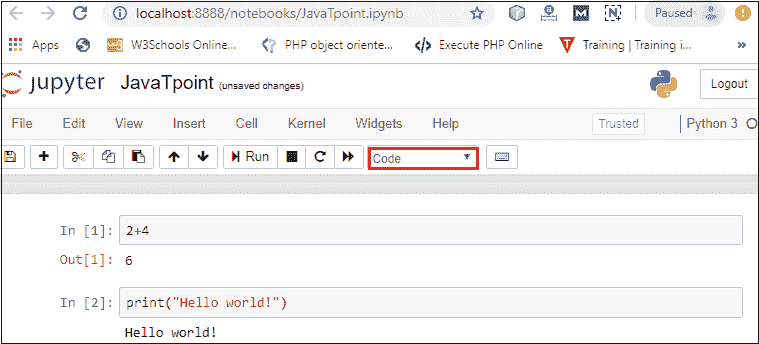 localhost:8888/notebooks/JavaTpoint.ipynb Paused
Apps W3Schools Online... PHP object oriente... Execute PHP Online Training | Training i... »
jupyter JavaTpoint (unsaved changes) Logout
File Edit View Insert Cell Kernel Widgets Help Trusted Python 3
Run Code
In [1]: 2+4
Out[1]: 6
In [2]: print("Hello world!")
Hello world!